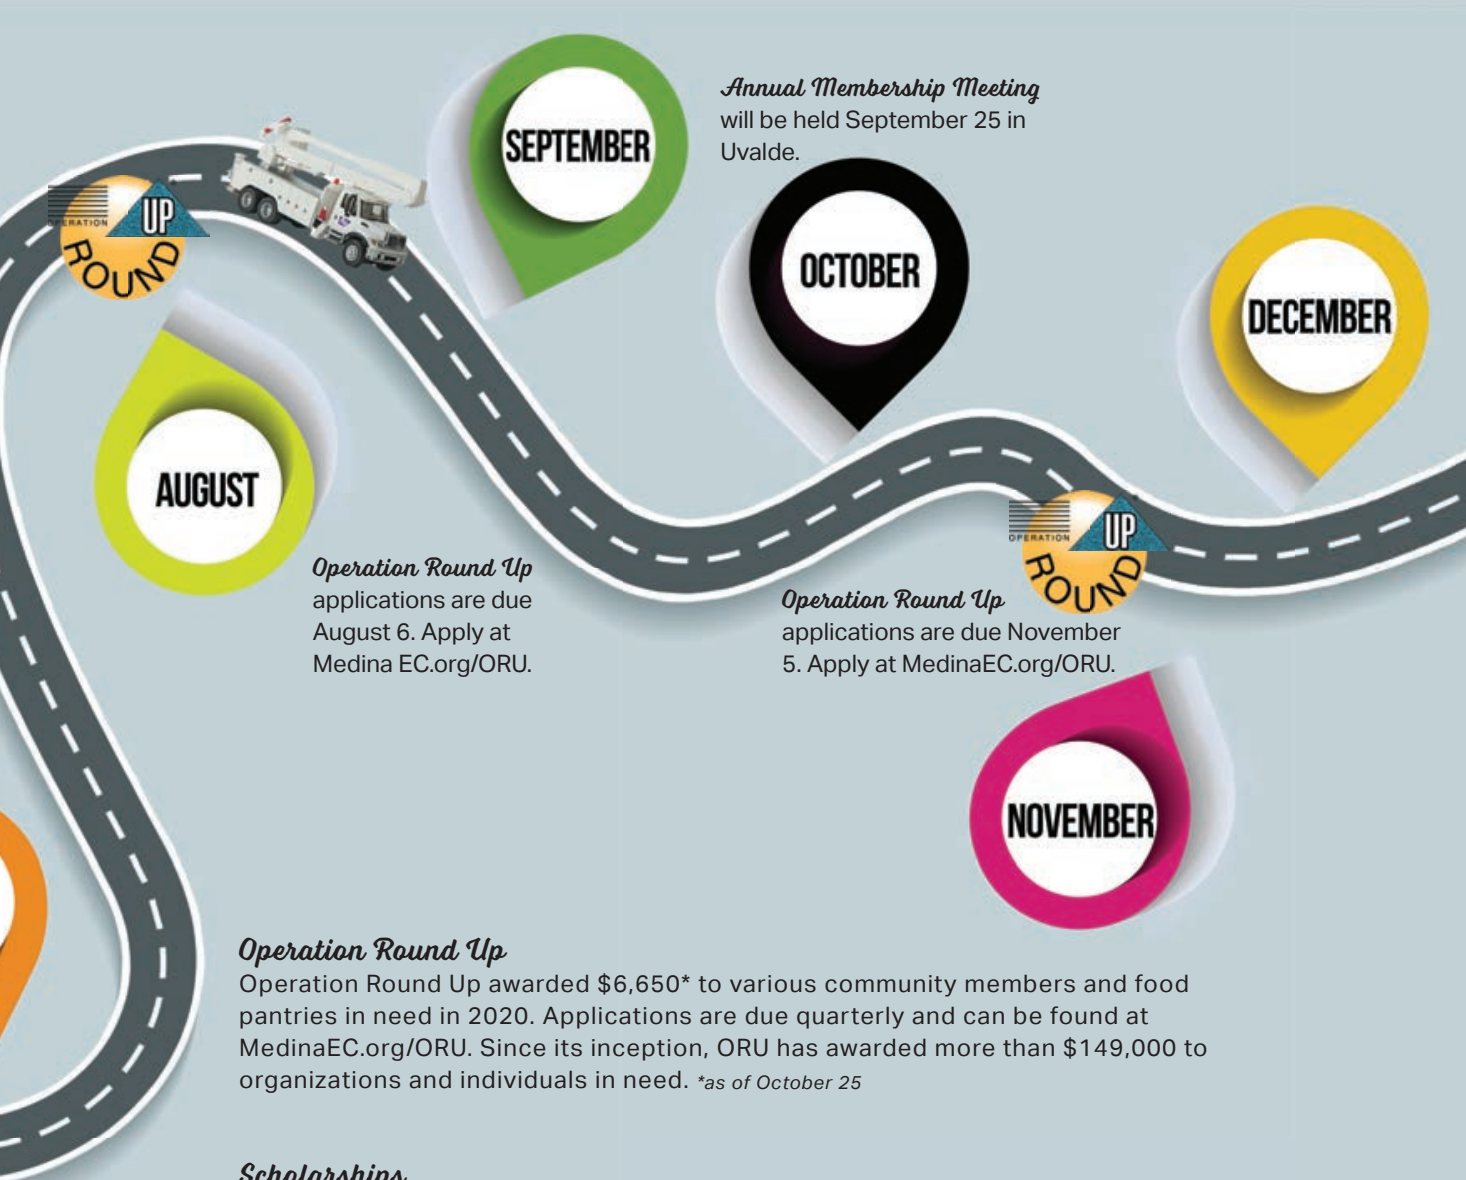 SEPTEMBER
Annual Membership Meeting
will be held September 25 in
Uvalde.
OPERATION
UP
ROUND
OCTOBER
DECEMBER
AUGUST
Operation Round Up
applications are due
August 6. Apply at
Medina EC.org/ORU.
OPERATION
UP
ROUND
Operation Round Up
applications are due November
5. Apply at MedinaEC.org/ORU.
NOVEMBER
Operation Round Up
Operation Round Up awarded $6,650* to various community members and food
pantries in need in 2020. Applications are due quarterly and can be found at
MedinaEC.org/ORU. Since its inception, ORU has awarded more than $149,000 to
organizations and individuals in need. *as of October 25
Scholarships